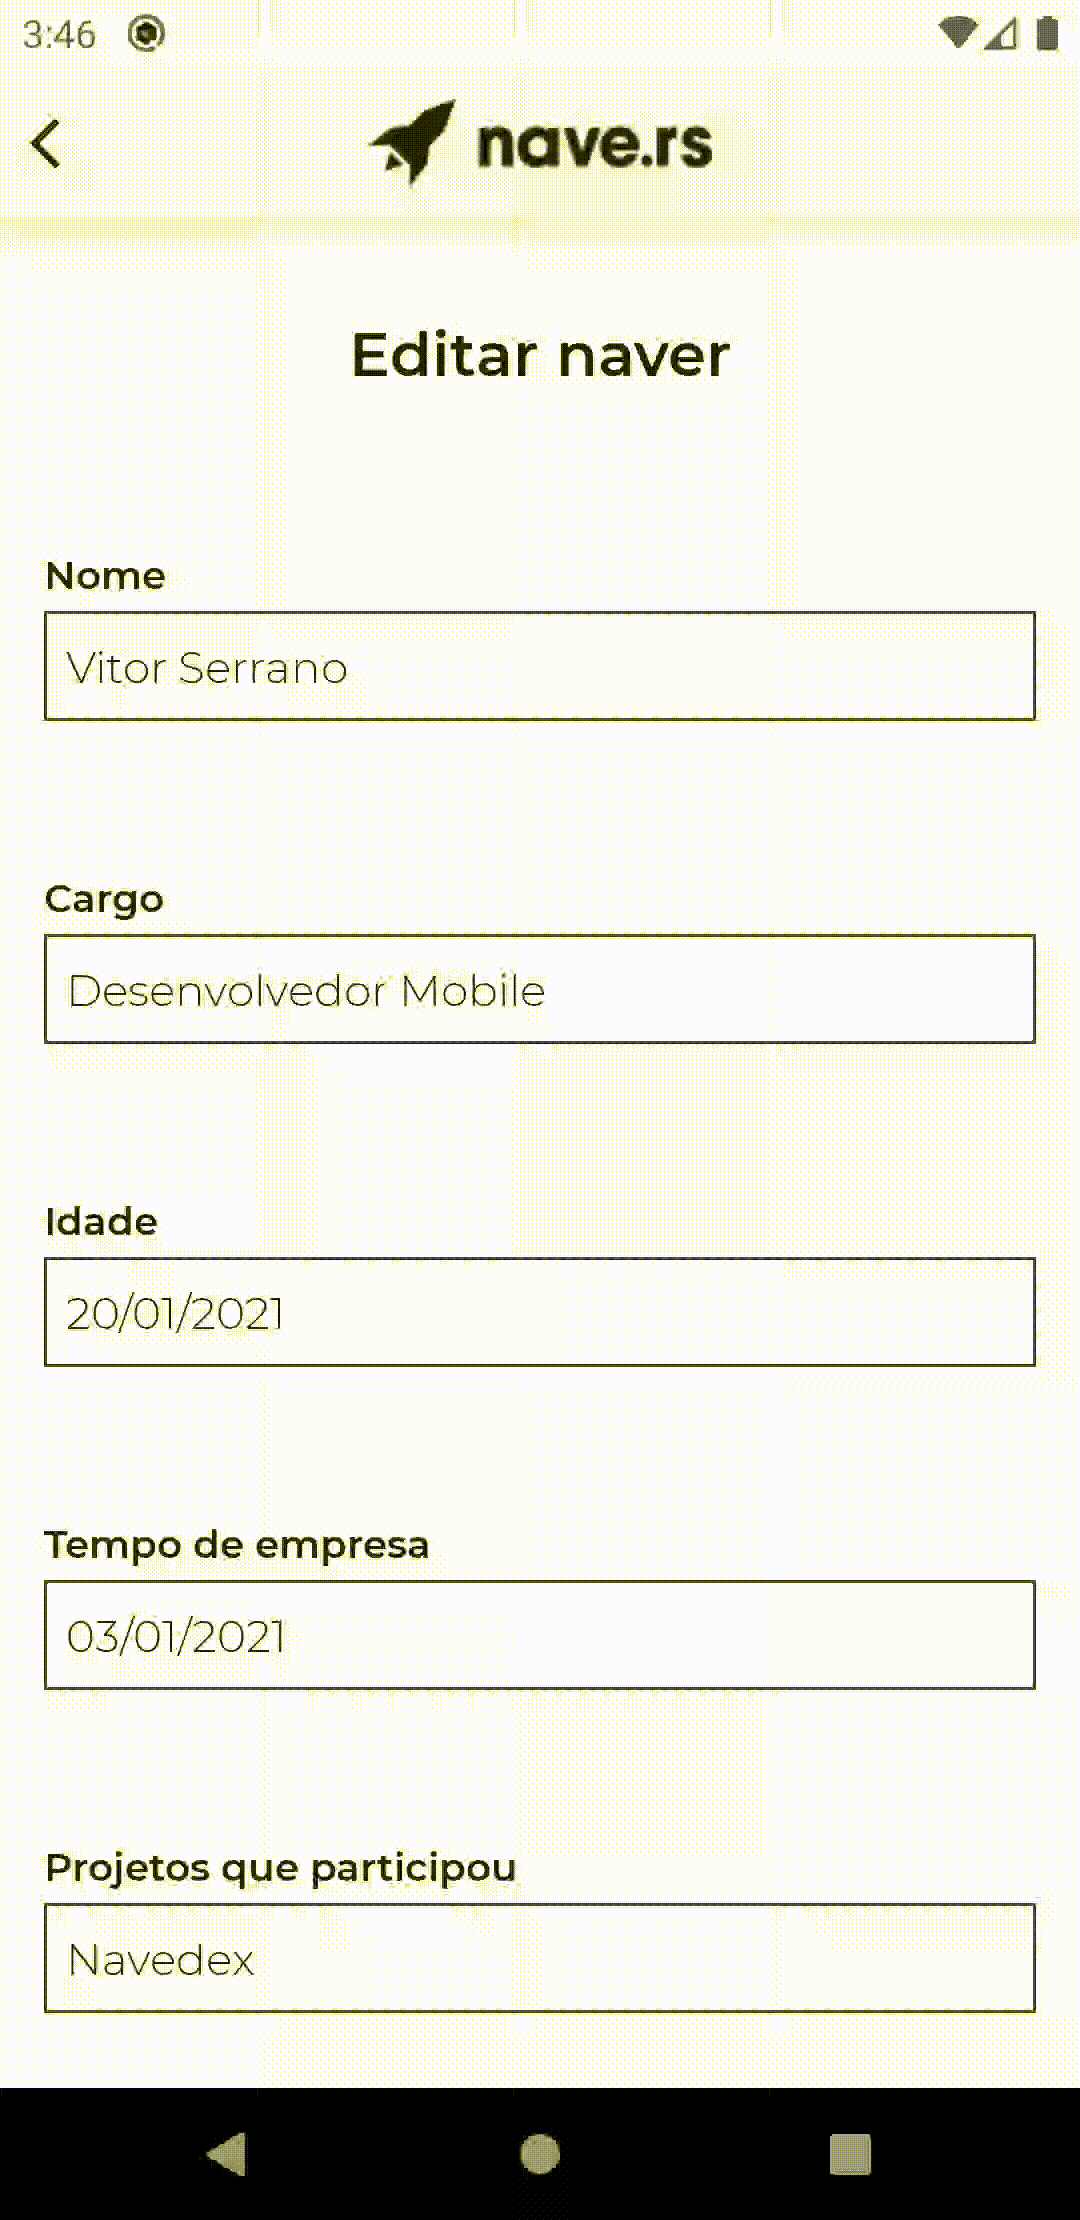 3:46
nave.rs
Editar naver
Nome
Vitor Serrano
Cargo
Desenvolvedor Mobile
Idade
20/01/2021
Tempo de empresa
03/01/2021
Projetos que participou
Navedex